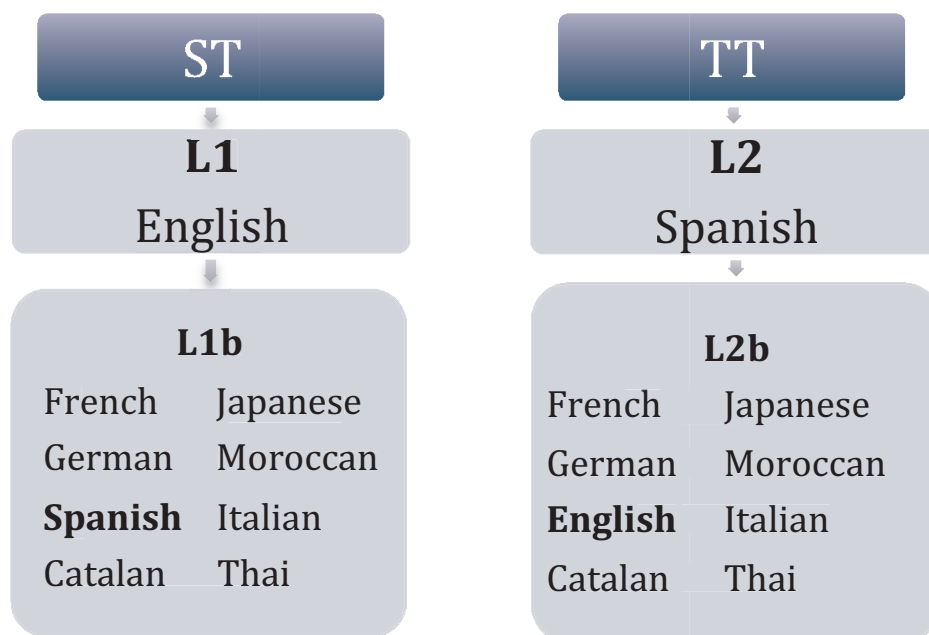 ST
L1
English
L1b
French Japanese
German Moroccan
Spanish Italian
Catalan Thai
TT
L2
Spanish
L2b
French Japanese
German Moroccan
English Italian
Catalan Thai